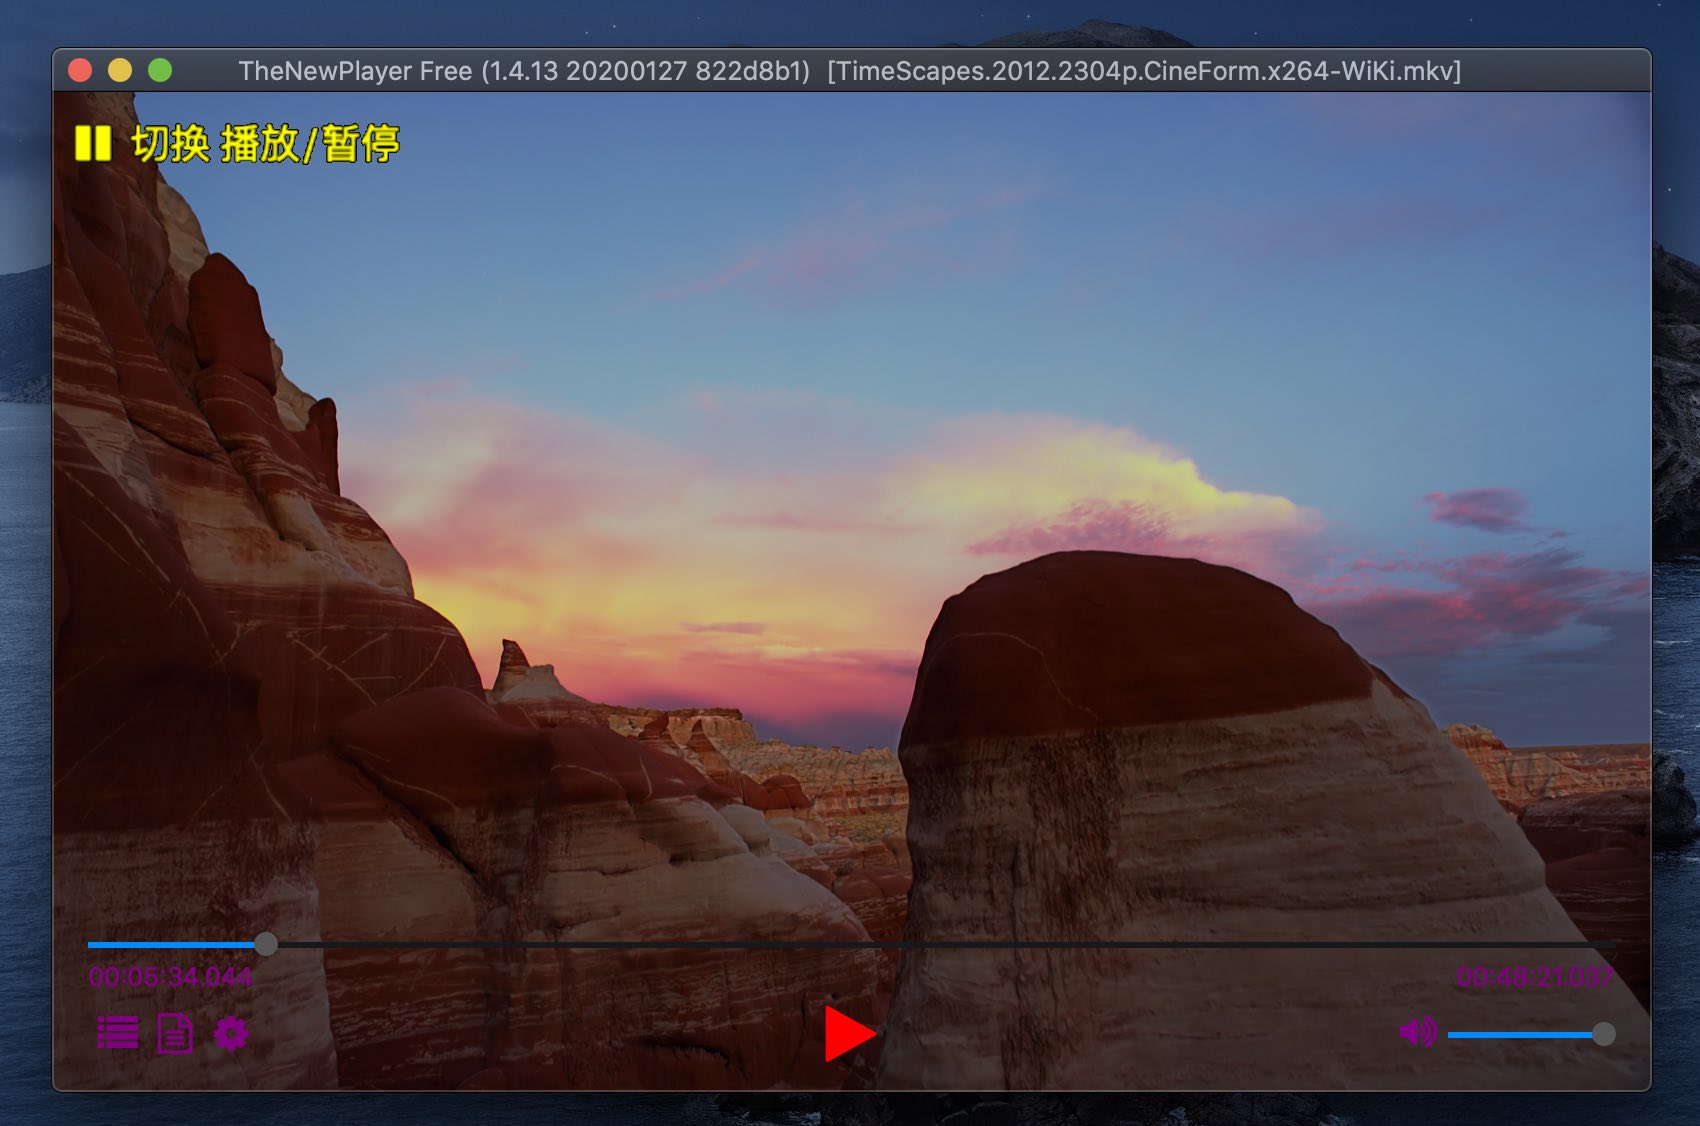 TheNewPlayer Free (1.4.13 20200127 822d8b1) [TimeScapes.2012.2304p.CineForm.x264-WiKi.mkv]
切换 播放/暂停
00:05:34.044 00:48:21.037